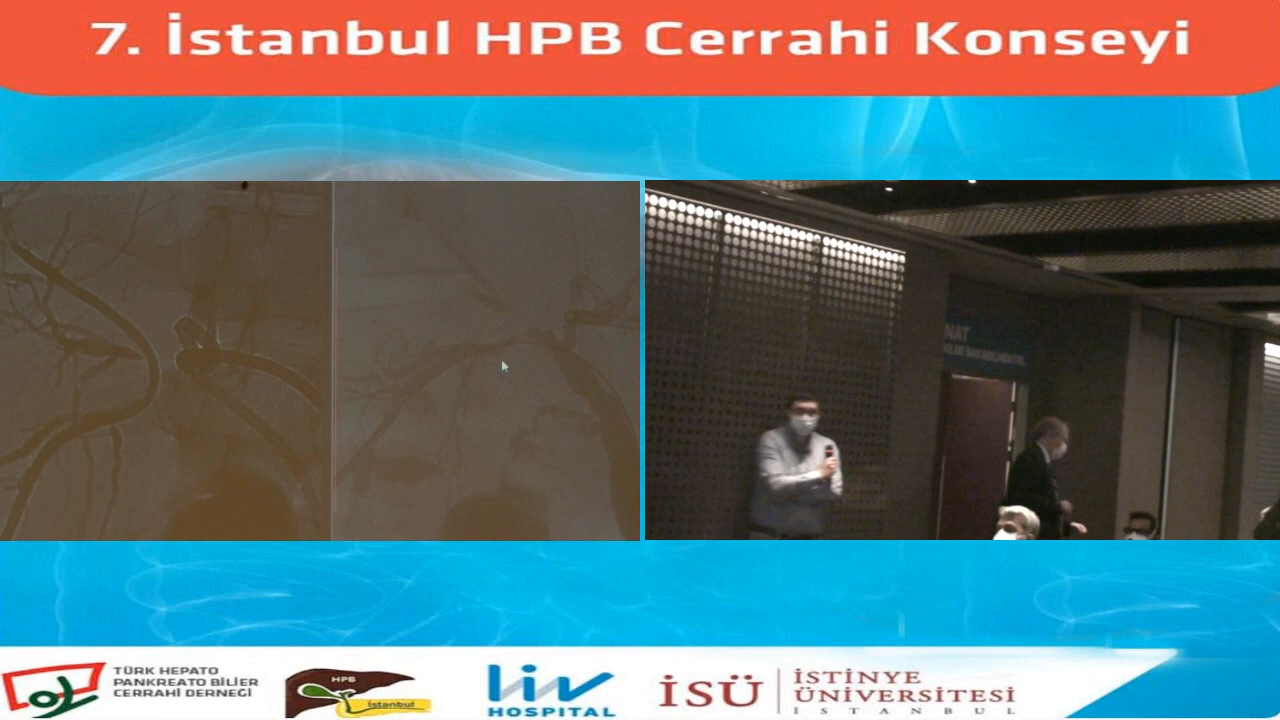 7. İstanbul HPB Cerrahi Konseyi
NAT
TÜRK HEPATO
PANKREATO BİLİER
CERRAHİ DERNEĞİ
HPB
İstanbul
liv
HOSPITAL
İSÜ
İSTİNYE
ÜNİVERSİTESİ
İSTANBUL